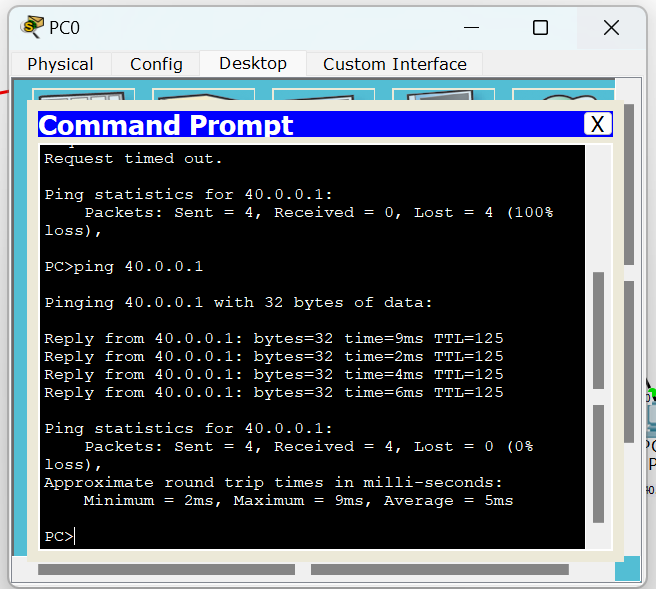 PC0
Physical Config Desktop Custom Interface
Command Prompt X
Request timed out.
Ping statistics for 40.0.0.1:
Packets: Sent = 4, Received = 0, Lost = 4 (100%
loss),
PC>ping 40.0.0.1
Pinging 40.0.0.1 with 32 bytes of data:
Reply from 40.0.0.1: bytes=32 time=9ms TTL=125
Reply from 40.0.0.1: bytes=32 time=2ms TTL=125
Reply from 40.0.0.1: bytes=32 time=4ms TTL=125
Reply from 40.0.0.1: bytes=32 time=6ms TTL=125
Ping statistics for 40.0.0.1:
Packets: Sent = 4, Received = 4, Lost = 0 (0%
loss),
Approximate round trip times in milli-seconds:
Minimum = 2ms, Maximum = 9ms, Average = 5ms
PC>